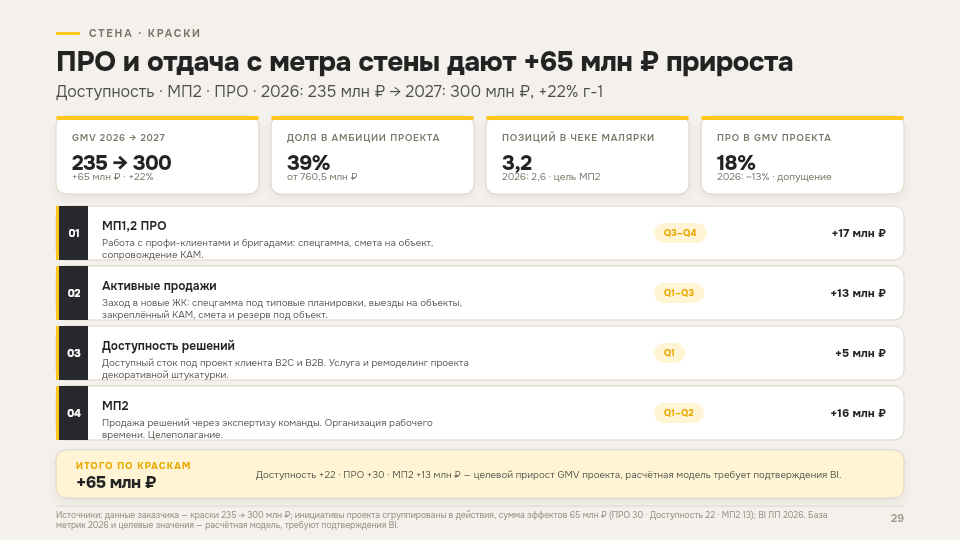 СТЕНА · КРАСКИ
ПРО и отдача с метра стены дают +65 млн ₽ прироста
Доступность · МП2 · ПРО · 2026: 235 млн ₽ → 2027: 300 млн ₽, +22% г-1
GMV 2026 → 2027
235 → 300
+65 млн ₽ · +22%
ДОЛЯ В АМБИЦИИ ПРОЕКТА
39%
от 760,5 млн ₽
ПОЗИЦИЙ В ЧЕКЕ МАЛЯРКИ
3,2
2026: 2,6 · цель МП2
ПРО В GMV ПРОЕКТА
18%
2026: ~13% · допущение
01
МП1,2 ПРО
Работа с профи-клиентами и бригадами: спецгамма, смета на объект,
сопровождение КАМ.
Q3–Q4
+17 млн ₽
02
Активные продажи
Заход в новые ЖК: спецгамма под типовые планировки, выезды на объекты,
закреплённый КАМ, смета и резерв под объект.
Q1–Q3
+13 млн ₽
03
Доступность решений
Доступный сток под проект клиента B2C и B2B. Услуга и ремоделинг проекта
декоративной штукатурки.
Q1
+5 млн ₽
04
МП2
Продажа решений через экспертизу команды. Организация рабочего
времени. Целеполагание.
Q1–Q2
+16 млн ₽
ИТОГО ПО КРАСКАМ
+65 млн ₽
Доступность +22 · ПРО +30 · МП2 +13 млн ₽ — целевой прирост GMV проекта, расчётная модель требует подтверждения BI.
Источники: данные заказчика — краски 235 → 300 млн ₽; инициативы проекта сгруппированы в действия, сумма эффектов 65 млн ₽ (ПРО 30 · Доступность 22 · МП2 13); BI ЛП 2026. База
метрик 2026 и целевые значения — расчётная модель, требуют подтверждения BI.
29